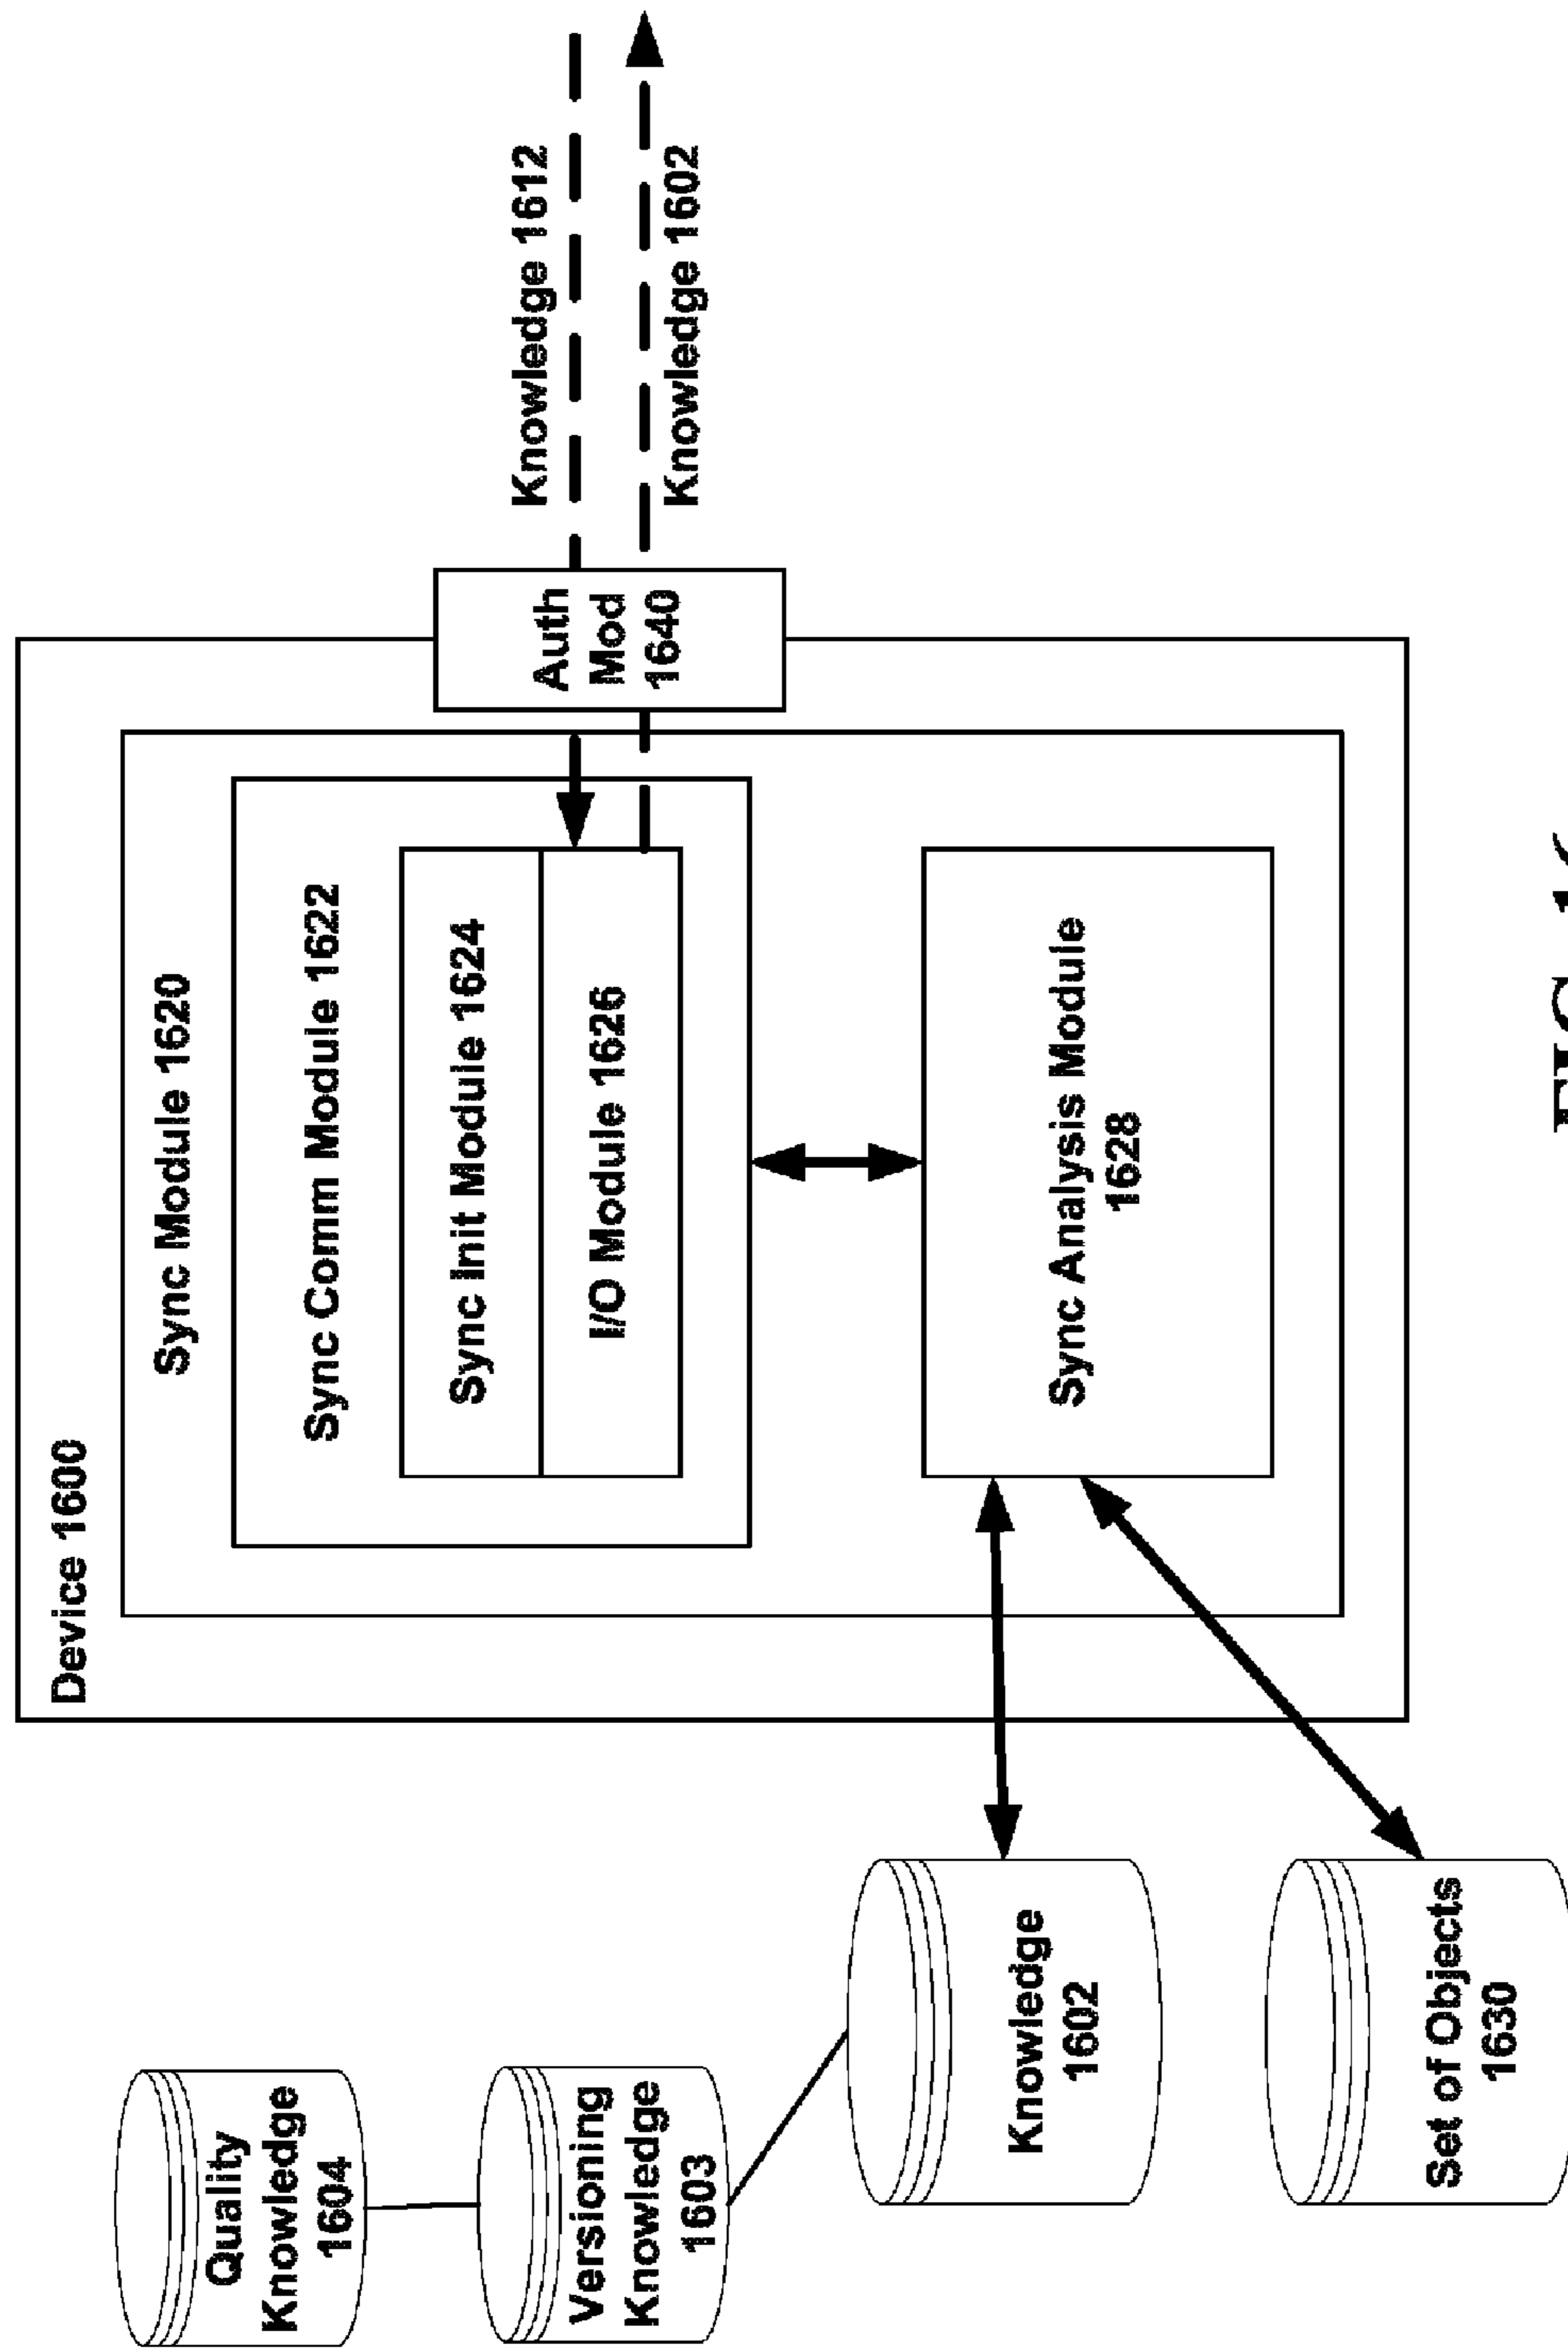 Device 1600
Sync Module 1620
Sync Comm Module 1622
Sync Init Module 1624
I/O Module 1626
Sync Analysis Module
1628
Auth
Mod
1640
Knowledge 1612
Knowledge 1602
Quality
Knowledge
1604
Versioning
Knowledge
1603
Knowledge
1602
Set of Objects
1630